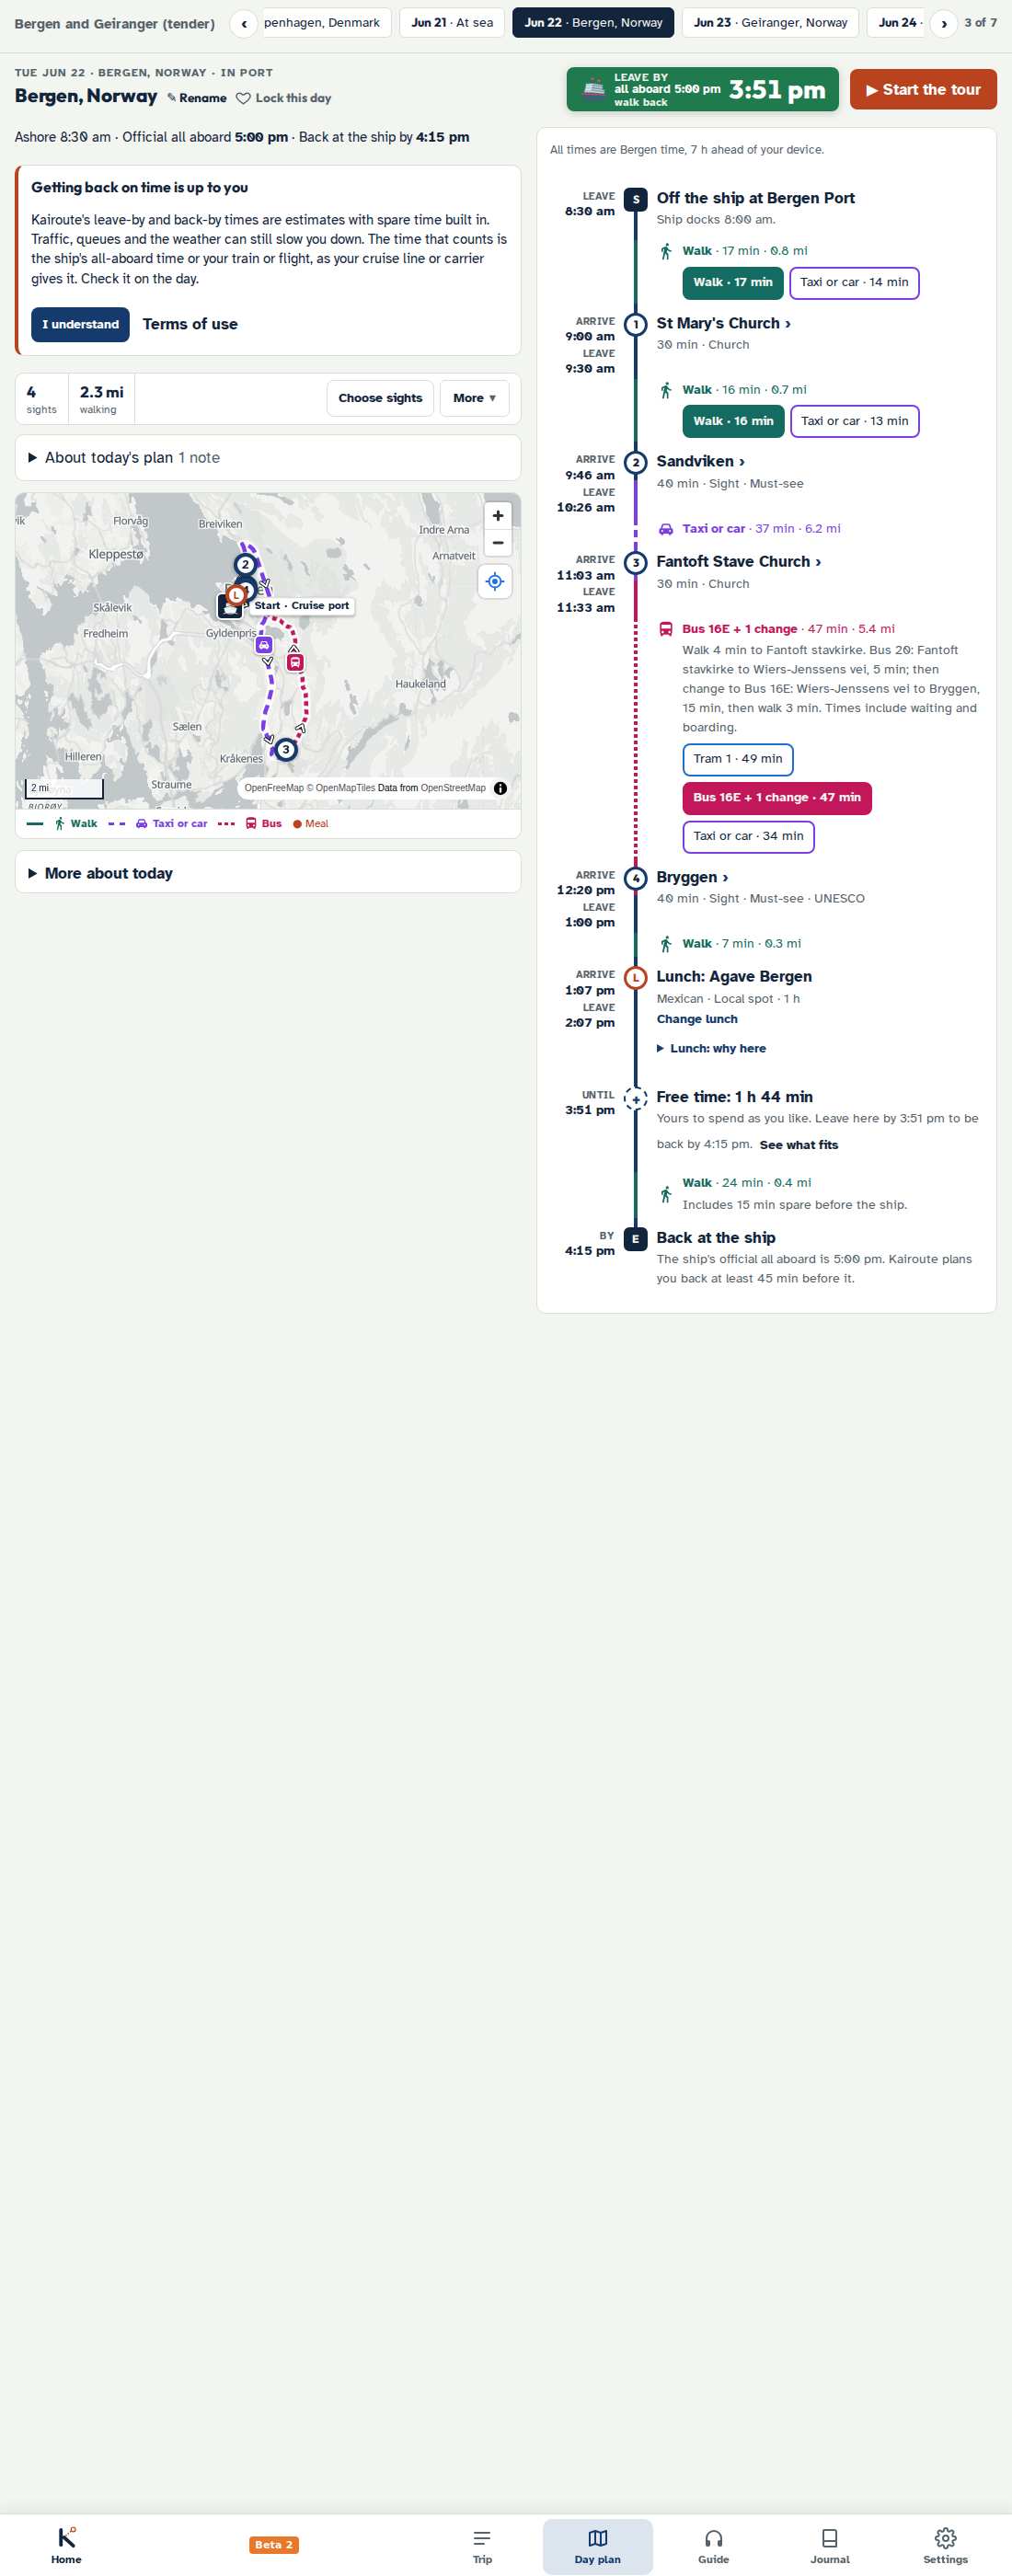 Bergen and Geiranger (tender)
‹
penhagen, Denmark
Jun 21 · At sea
Jun 22 · Bergen, Norway
Jun 23 · Geiranger, Norway
Jun 24 ·
›
3 of 7
TUE JUN 22 · BERGEN, NORWAY · IN PORT
Bergen, Norway
✎ Rename
Lock this day
LEAVE BY
all aboard 5:00 pm
walk back
3:51 pm
▶ Start the tour
Ashore 8:30 am · Official all aboard 5:00 pm · Back at the ship by 4:15 pm
Getting back on time is up to you
Kairoute's leave-by and back-by times are estimates with spare time built in.
Traffic, queues and the weather can still slow you down. The time that counts is
the ship's all-aboard time or your train or flight, as your cruise line or carrier
gives it. Check it on the day.
I understand
Terms of use
4
sights
2.3 mi
walking
Choose sights
More ▼
▶ About today's plan 1 note
Florvåg
Breiviken
Indre Arna
Kleppestø
Arnatveit
2
L
Start · Cruise port
Skålevik
Fredheim
Gyldenpris
Haukeland
Sælen
Hilleren
Kråkenes
3
Straume
2 mi
OpenFreeMap © OpenMapTiles Data from OpenStreetMap
Walk
Taxi or car
Bus
Meal
▶ More about today
All times are Bergen time, 7 h ahead of your device.
LEAVE
8:30 am
S
Off the ship at Bergen Port
Ship docks 8:00 am.
Walk · 17 min · 0.8 mi
Walk · 17 min
Taxi or car · 14 min
ARRIVE
9:00 am
LEAVE
9:30 am
1
St Mary's Church ›
30 min · Church
Walk · 16 min · 0.7 mi
Walk · 16 min
Taxi or car · 13 min
ARRIVE
9:46 am
LEAVE
10:26 am
2
Sandviken ›
40 min · Sight · Must-see
Taxi or car · 37 min · 6.2 mi
ARRIVE
11:03 am
LEAVE
11:33 am
3
Fantoft Stave Church ›
30 min · Church
Bus 16E + 1 change · 47 min · 5.4 mi
Walk 4 min to Fantoft stavkirke. Bus 20: Fantoft
stavkirke to Wiers-Jenssens vei, 5 min; then
change to Bus 16E: Wiers-Jenssens vei to Bryggen,
15 min, then walk 3 min. Times include waiting and
boarding.
Tram 1 · 49 min
Bus 16E + 1 change · 47 min
Taxi or car · 34 min
ARRIVE
12:20 pm
LEAVE
1:00 pm
4
Bryggen ›
40 min · Sight · Must-see · UNESCO
Walk · 7 min · 0.3 mi
ARRIVE
1:07 pm
LEAVE
2:07 pm
L
Lunch: Agave Bergen
Mexican · Local spot · 1 h
Change lunch
▶ Lunch: why here
UNTIL
3:51 pm
+
Free time: 1 h 44 min
Yours to spend as you like. Leave here by 3:51 pm to be
back by 4:15 pm. See what fits
Walk · 24 min · 0.4 mi
Includes 15 min spare before the ship.
BY
4:15 pm
E
Back at the ship
The ship's official all aboard is 5:00 pm. Kairoute plans
you back at least 45 min before it.
Home
Beta 2
Trip
Day plan
Guide
Journal
Settings